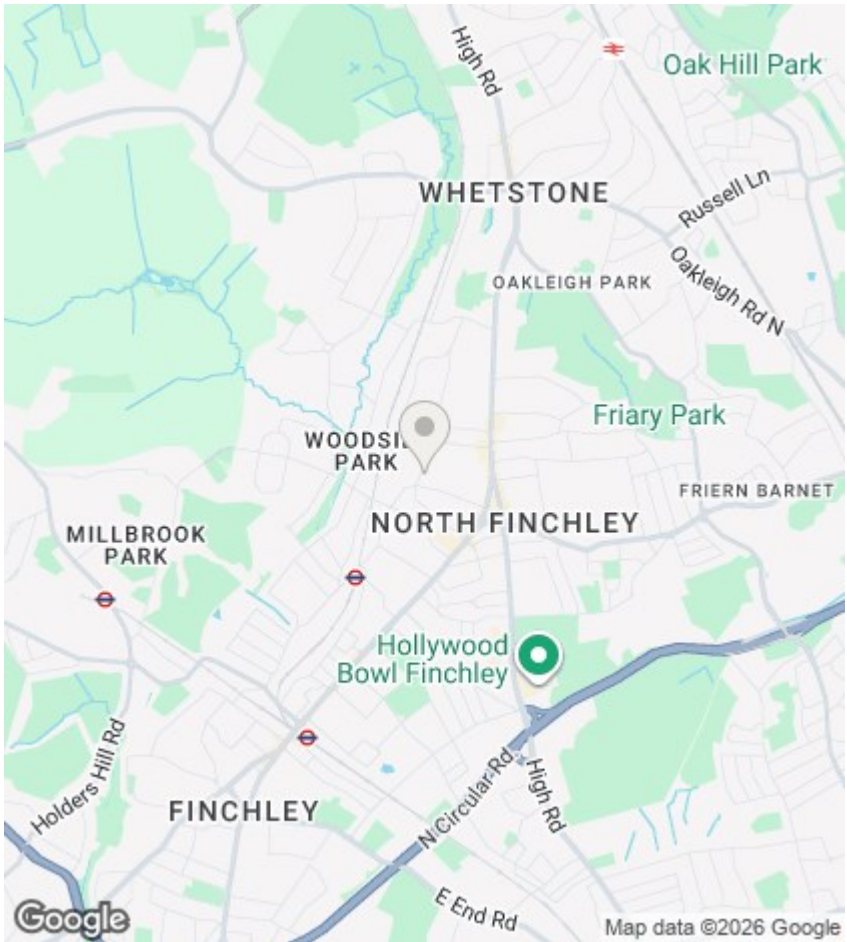 High Rd
Oak Hill Park
WHETSTONE
Russell Ln
OAKLEIGH PARK
Oakleigh Rd N
Friary Park
WOODSI
PARK
FRIERN BARNET
NORTH FINCHLEY
MILLBROOK
PARK
Hollywood
Bowl Finchley
Holders Hill Rd
N Circular Rd
High Rd
FINCHLEY
E End Rd
Google
Map data ©2026 Google